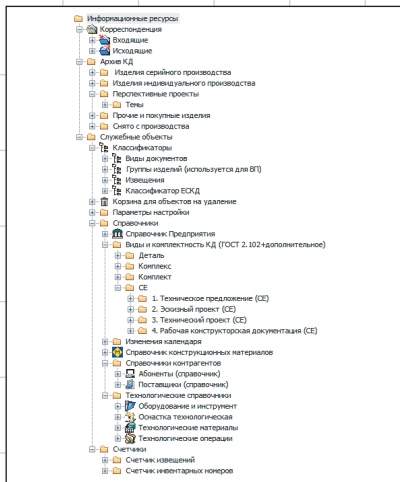 Информационные ресурсы
Корреспонденция
Входящие
Исходящие
Архив КД
Изделия серийного производства
Изделия индивидуального производства
Перспективные проекты
Темы
Прочие и покупные изделия
Снято с производства
Служебные объекты
Классификаторы
Виды документов
Группы изделий (используется для ВП)
Извещения
Классификатор ЕСКД
Корзина для объектов на удаление
Параметры настройки
Справочники
Справочник Предприятия
Виды и комплектность КД (ГОСТ 2.102+дополнительное)
Деталь
Комплекс
Комплект
СЕ
1. Техническое предложение (СЕ)
2. Эскизный проект (СЕ)
3. Технический проект (СЕ)
4. Рабочая конструкторская документация (СЕ)
Изменения календаря
Справочник конструкционных материалов
Справочники контрагентов
Абоненты (справочник)
Поставщики (справочник)
Технологические справочники
Оборудование и инструмент
Оснастка технологическая
Технологические материалы
Технологические операции
Счетчики
Счетчик извещений
Счетчик инвентарных номеров